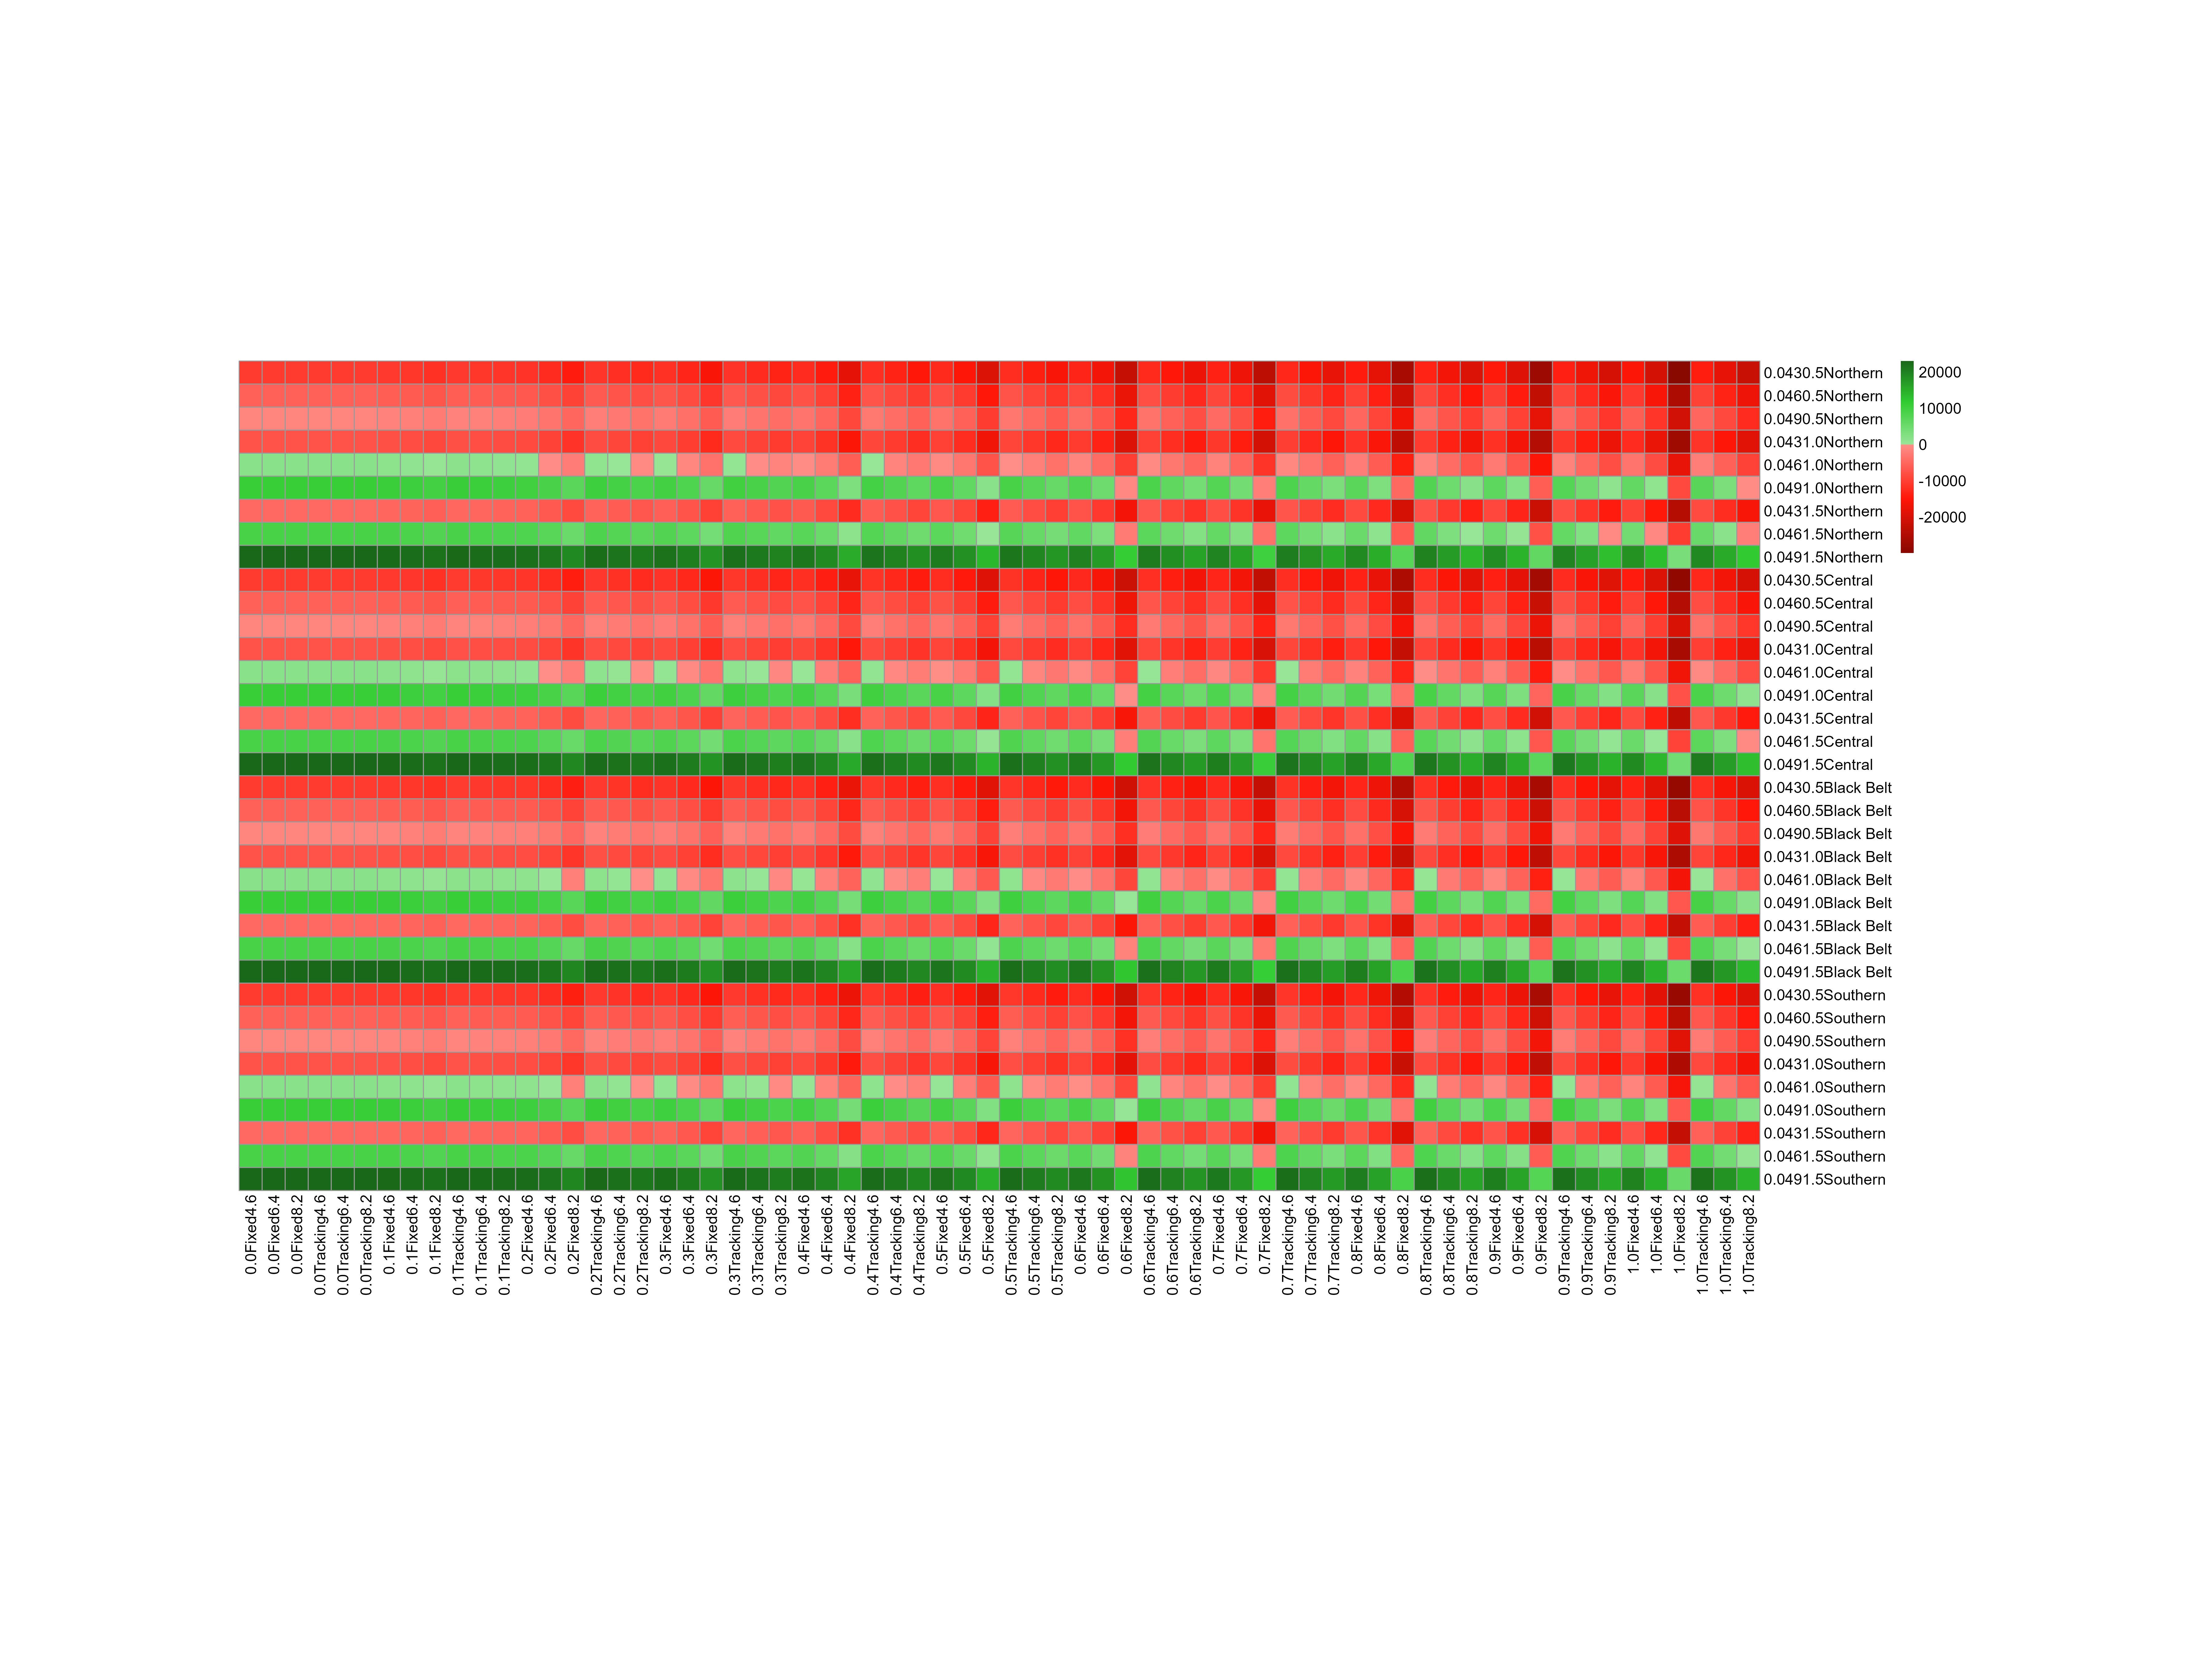 0.0430.5Northern
0.0460.5Northern
0.0490.5Northern
0.0431.0Northern
0.0461.0Northern
0.0491.0Northern
0.0431.5Northern
0.0461.5Northern
0.0491.5Northern
0.0430.5Central
0.0460.5Central
0.0490.5Central
0.0431.0Central
0.0461.0Central
0.0491.0Central
0.0431.5Central
0.0461.5Central
0.0491.5Central
0.0430.5Black Belt
0.0460.5Black Belt
0.0490.5Black Belt
0.0431.0Black Belt
0.0461.0Black Belt
0.0491.0Black Belt
0.0431.5Black Belt
0.0461.5Black Belt
0.0491.5Black Belt
0.0430.5Southern
0.0460.5Southern
0.0490.5Southern
0.0431.0Southern
0.0461.0Southern
0.0491.0Southern
0.0431.5Southern
0.0461.5Southern
0.0491.5Southern
20000
10000
0
-10000
-20000
0.0Fixed4.6
0.0Fixed6.4
0.0Fixed8.2
0.0Tracking4.6
0.0Tracking6.4
0.0Tracking8.2
0.1Fixed4.6
0.1Fixed6.4
0.1Fixed8.2
0.1Tracking4.6
0.1Tracking6.4
0.1Tracking8.2
0.2Fixed4.6
0.2Fixed6.4
0.2Fixed8.2
0.2Tracking4.6
0.2Tracking6.4
0.2Tracking8.2
0.3Fixed4.6
0.3Fixed6.4
0.3Fixed8.2
0.3Tracking4.6
0.3Tracking6.4
0.3Tracking8.2
0.4Fixed4.6
0.4Fixed6.4
0.4Fixed8.2
0.4Tracking4.6
0.4Tracking6.4
0.4Tracking8.2
0.5Fixed4.6
0.5Fixed6.4
0.5Fixed8.2
0.5Tracking4.6
0.5Tracking6.4
0.5Tracking8.2
0.6Fixed4.6
0.6Fixed6.4
0.6Fixed8.2
0.6Tracking4.6
0.6Tracking6.4
0.6Tracking8.2
0.7Fixed4.6
0.7Fixed6.4
0.7Fixed8.2
0.7Tracking4.6
0.7Tracking6.4
0.7Tracking8.2
0.8Fixed4.6
0.8Fixed6.4
0.8Fixed8.2
0.8Tracking4.6
0.8Tracking6.4
0.8Tracking8.2
0.9Fixed4.6
0.9Fixed6.4
0.9Fixed8.2
0.9Tracking4.6
0.9Tracking6.4
0.9Tracking8.2
1.0Fixed4.6
1.0Fixed6.4
1.0Fixed8.2
1.0Tracking4.6
1.0Tracking6.4
1.0Tracking8.2